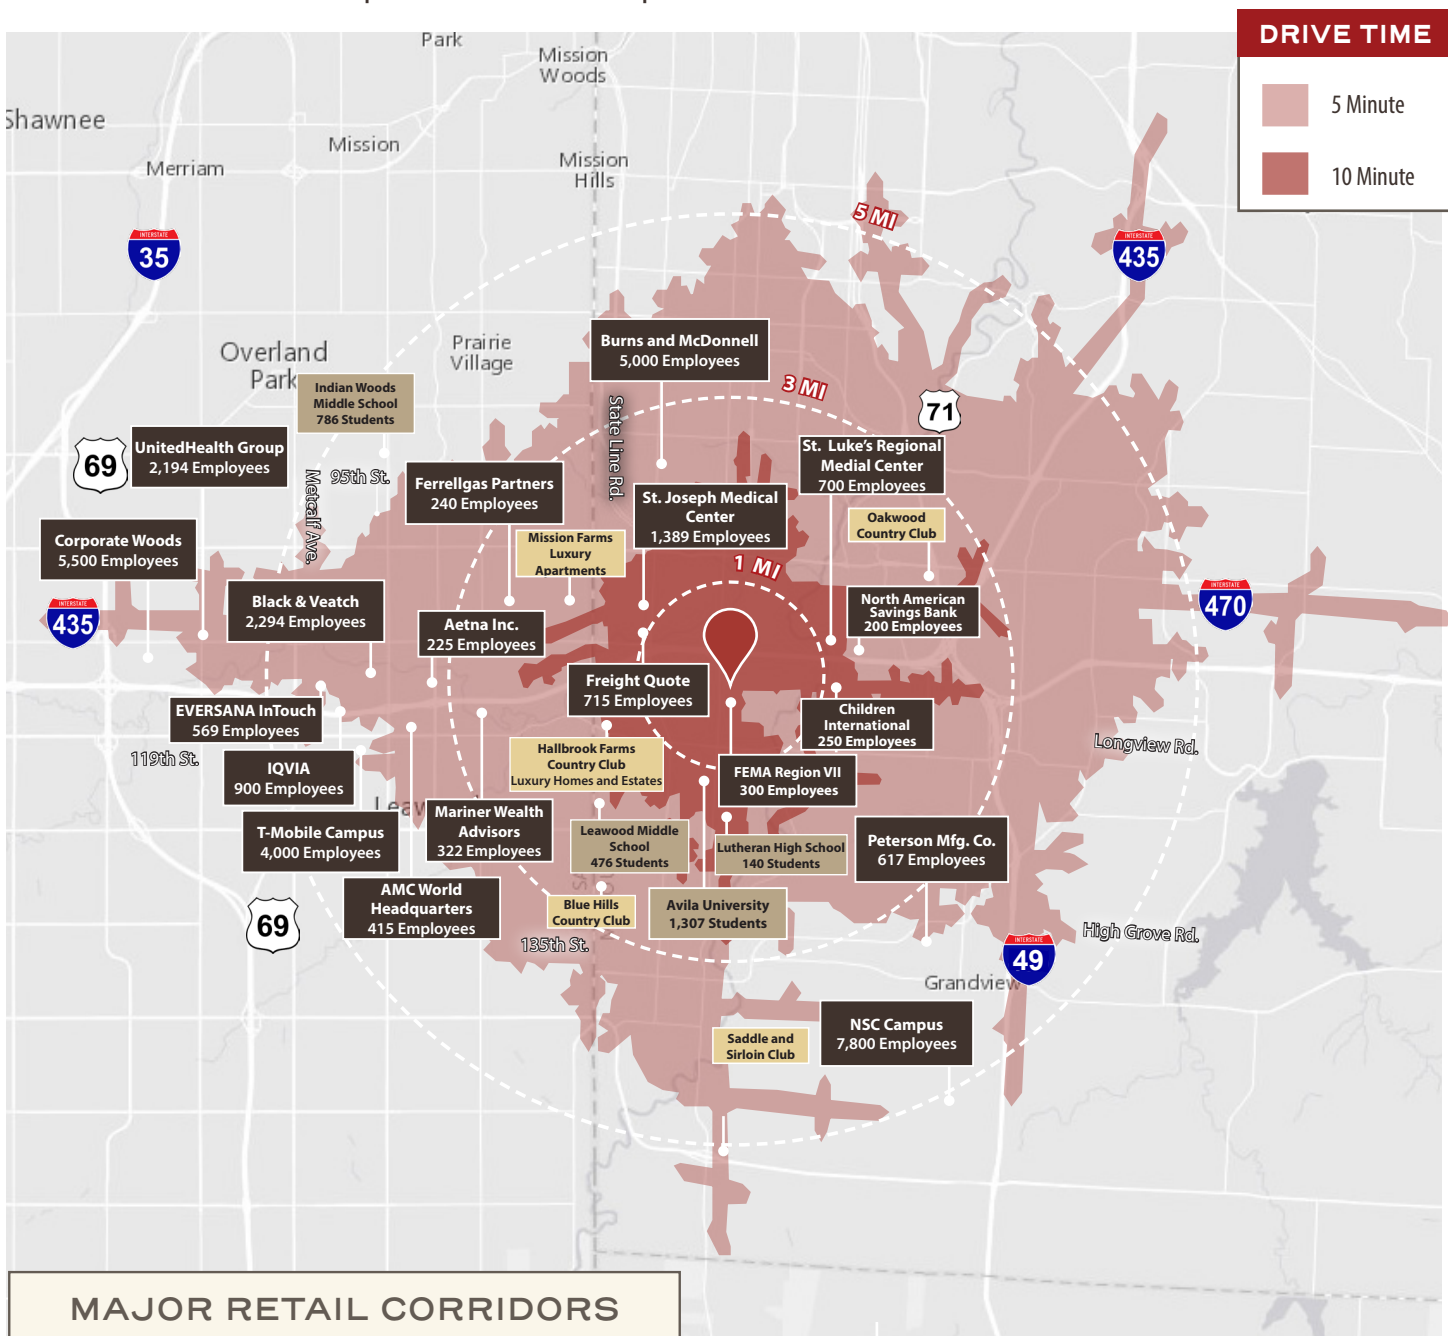 DRIVE TIME
5 Minute
10 Minute
Park
Mission
Woods
Shawnee
Mission
Merriam
Mission
Hills
5 MI
INTERSTATE
35
INTERSTATE
435
Overland
Park
Prairie
Village
Burns and McDonnell
5,000 Employees
3 MI
Indian Woods
Middle School
786 Students
State Line Rd.
71
UnitedHealth Group
2,194 Employees
69
95th St.
Metcalf Ave.
Ferrellgas Partners
240 Employees
St. Luke's Regional
Medial Center
700 Employees
St. Joseph Medical
Center
1,389 Employees
Oakwood
Country Club
Corporate Woods
5,500 Employees
Mission Farms
Luxury
Apartments
1 MI
INTERSTATE
435
Black & Veatch
2,294 Employees
Aetna Inc.
225 Employees
North American
Savings Bank
200 Employees
INTERSTATE
470
Freight Quote
715 Employees
EVERSANA InTouch
569 Employees
Children
International
250 Employees
119th St.
Longview Rd.
Hallbrook Farms
Country Club
Luxury Homes and Estates
IQVIA
900 Employees
FEMA Region VII
300 Employees
Leaw
T-Mobile Campus
4,000 Employees
Mariner Wealth
Advisors
322 Employees
Leawood Middle
School
476 Students
Lutheran High School
140 Students
Peterson Mfg. Co.
617 Employees
AMC World
Headquarters
415 Employees
Blue Hills
Country Club
Avila University
1,307 Students
69
135th St.
High Grove Rd.
INTERSTATE
49
Grandview
NSC Campus
7,800 Employees
Saddle and
Sirloin Club
MAJOR RETAIL CORRIDORS